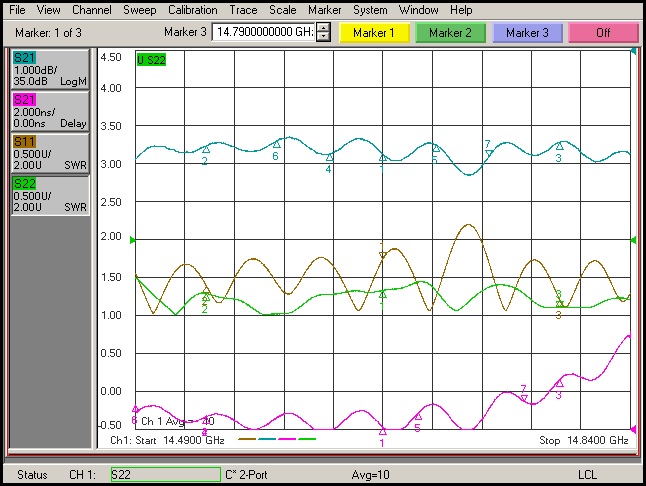 File View Channel Sweep Calibration Trace Scale Marker System Window Help
Marker: 1 of 3 Marker 3 14.7900000000 GH: Marker 1 Marker 2 Marker 3 Off
S21
1.000dB/
35.0dB LogM
S21
2.000ns/
0.00ns Delay
S11
0.500U/
2.00U SWR
S22
0.500U/
2.00U SWR
U S22
4.50
4.00
3.50
3.00
2.50
2.00
1.50
1.00
0.50
0.00
-0.50
2
6
4
1
5
7
3
2
1
3
3
6
4
1
5
7
3
Ch 1 Avg = 10
Ch1: Start 14.4900 GHz Stop 14.8400 GHz
Status CH 1: S22 C* 2-Port Avg=10 LCL